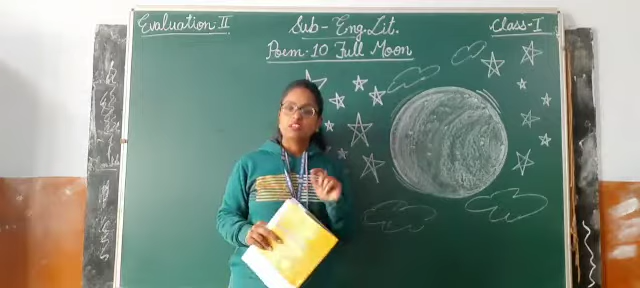 Evaluation II
Sub- Eng. Lit.
Class-I
Poem-10 Full Moon